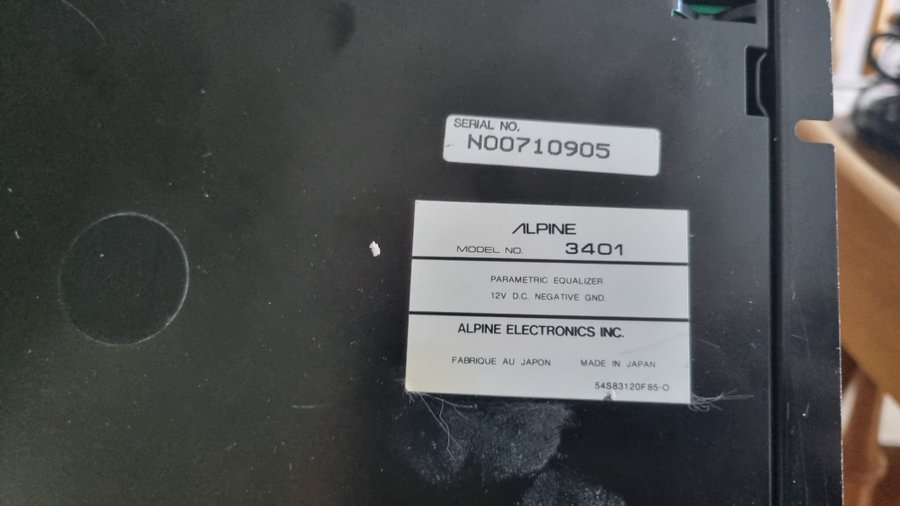 SERIAL NO.
N00710905
ALPINE
MODEL NO. 3401
PARAMETRIC EQUALIZER
12V D.C. NEGATIVE GND.
ALPINE ELECTRONICS INC.
FABRIQUE AU JAPON MADE IN JAPAN
54S83120F85-O